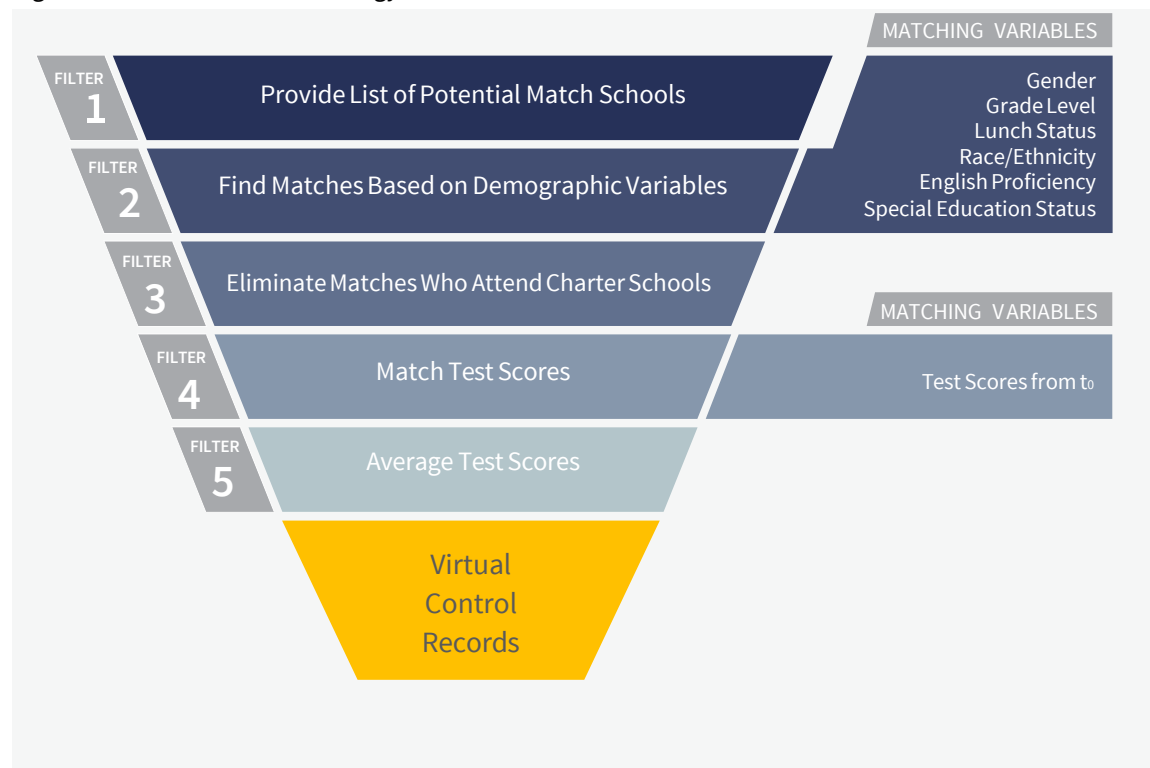 MATCHING VARIABLES
FILTER
1
Provide List of Potential Match Schools
Gender
Grade Level
Lunch Status
Race/Ethnicity
English Proficiency
Special Education Status
FILTER
2
Find Matches Based on Demographic Variables
FILTER
3
Eliminate Matches Who Attend Charter Schools
MATCHING VARIABLES
FILTER
4
Match Test Scores
Test Scores from t₀
FILTER
5
Average Test Scores
Virtual
Control
Records